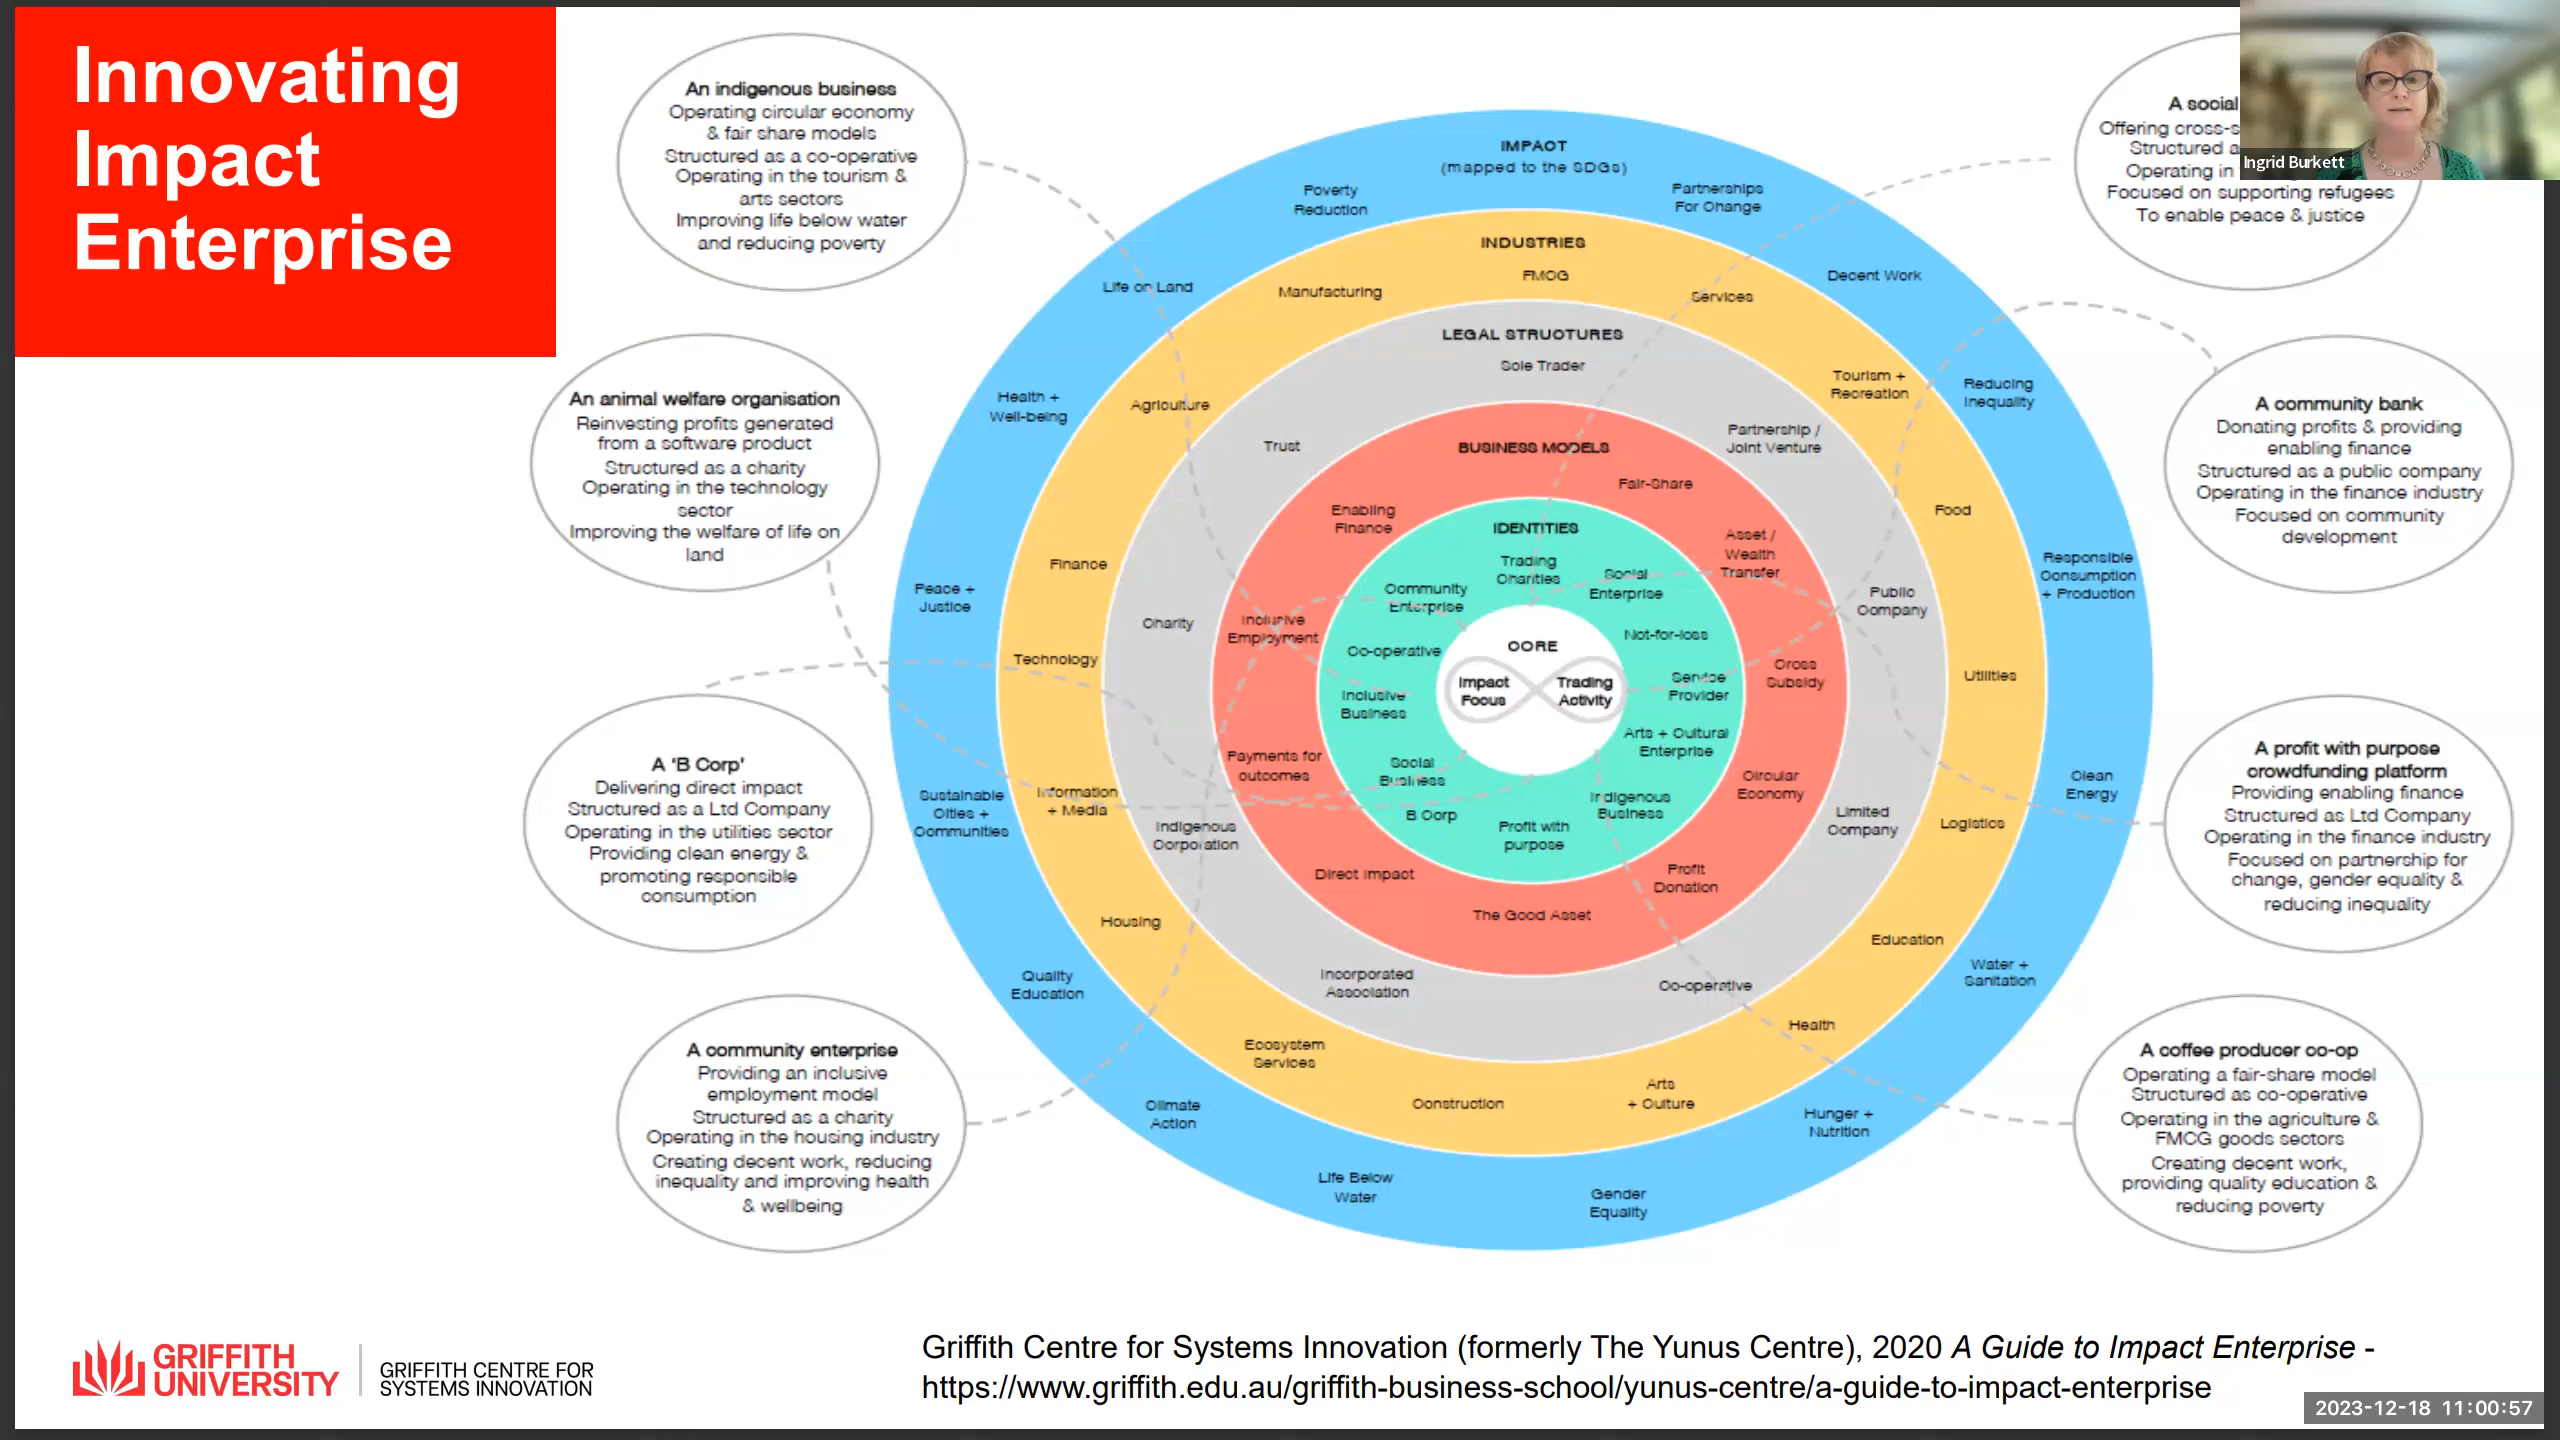 Innovating
Impact
Enterprise
An indigenous business
Operating circular economy
& fair share models
Structured as a co-operative
Operating in the tourism &
arts sectors
Improving life below water
and reducing poverty
An animal welfare organisation
Reinvesting profits generated
from a software product
Structured as a charity
Operating in the technology
sector
Improving the welfare of life on
land
A ‘B Corp’
Delivering direct impact
Structured as a Ltd Company
Operating in the utilities sector
Providing clean energy &
promoting responsible
consumption
A community enterprise
Providing an inclusive
employment model
Structured as a charity
Operating in the housing industry
Creating decent work, reducing
inequality and improving health
& wellbeing
IMPACT
(mapped to the SDGs)
Poverty
Reduction
Partnerships
For Change
Life on Land
Decent Work
Health +
Well-being
Reducing
Inequality
Peace +
Justice
Responsible
Consumption
+ Production
Sustainable
Cities +
Communities
Clean
Energy
Quality
Education
Water +
Sanitation
Climate
Action
Hunger +
Nutrition
Life Below
Water
Gender
Equality
INDUSTRIES
FMCG
Manufacturing
Services
Agriculture
Tourism +
Recreation
Finance
Food
Technology
Utilities
Information
+ Media
Logistics
Housing
Education
Ecosystem
Services
Health
Construction
Arts
+ Culture
LEGAL STRUCTURES
Sole Trader
Trust
Partnership /
Joint Venture
Charity
Public
Company
Indigenous
Corporation
Limited
Company
Incorporated
Association
Co-operative
BUSINESS MODELS
Fair-Share
Enabling
Finance
Asset /
Wealth
Transfer
Inclusive
Employment
Cross
Subsidy
Payments for
outcomes
Circular
Economy
Direct Impact
Profit
Donation
The Good Asset
IDENTITIES
Trading
Charities
Community
Enterprise
Social
Enterprise
Co-operative
Not-for-loss
Inclusive
Business
Service
Provider
Social
Business
Arts + Cultural
Enterprise
B Corp
Indigenous
Business
Profit with
purpose
CORE
Impact
Focus
Trading
Activity
A social
Offering cross-s
Structured a
Operating in
Focused on supporting refugees
To enable peace & justice
Ingrid Burkett
A community bank
Donating profits & providing
enabling finance
Structured as a public company
Operating in the finance industry
Focused on community
development
A profit with purpose
crowdfunding platform
Providing enabling finance
Structured as Ltd Company
Operating in the finance industry
Focused on partnership for
change, gender equality &
reducing inequality
A coffee producer co-op
Operating a fair-share model
Structured as co-operative
Operating in the agriculture &
FMCG goods sectors
Creating decent work,
providing quality education &
reducing poverty
GRIFFITH
UNIVERSITY
GRIFFITH CENTRE FOR
SYSTEMS INNOVATION
Griffith Centre for Systems Innovation (formerly The Yunus Centre), 2020 A Guide to Impact Enterprise -
https://www.griffith.edu.au/griffith-business-school/yunus-centre/a-guide-to-impact-enterprise
2023-12-18 11:00:57